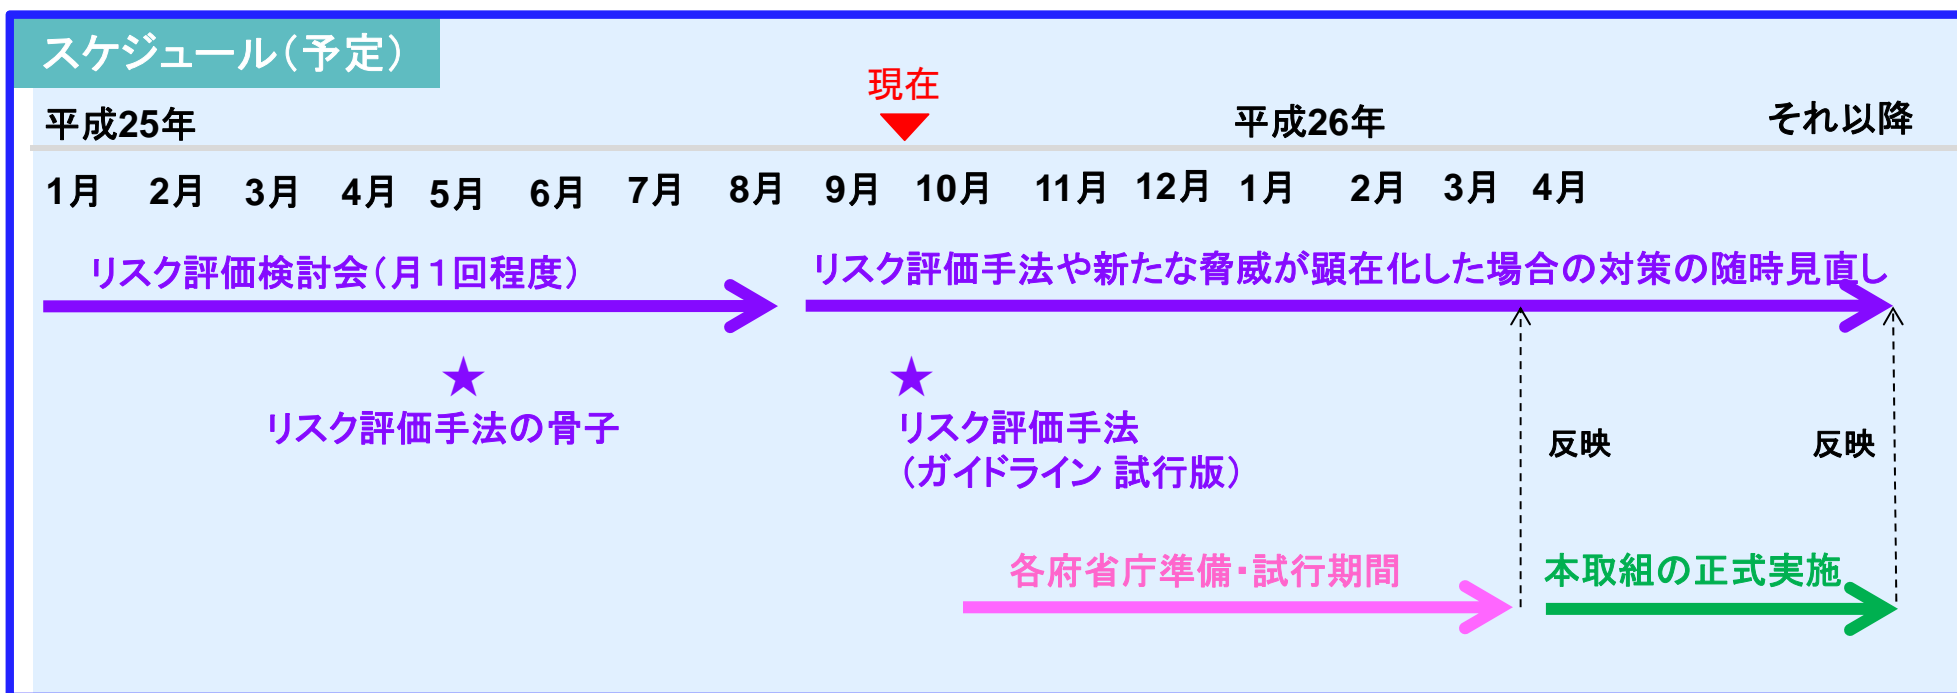 スケジュール（予定）
現在
平成25年
平成26年
それ以降
1月 2月 3月 4月 5月 6月 7月 8月 9月 10月 11月 12月 1月 2月 3月 4月
リスク評価検討会（月１回程度）
リスク評価手法や新たな脅威が顕在化した場合の対策の随時見直し
★
★
リスク評価手法の骨子
リスク評価手法
（ガイドライン 試行版）
反映
反映
各府省庁準備・試行期間
本取組の正式実施